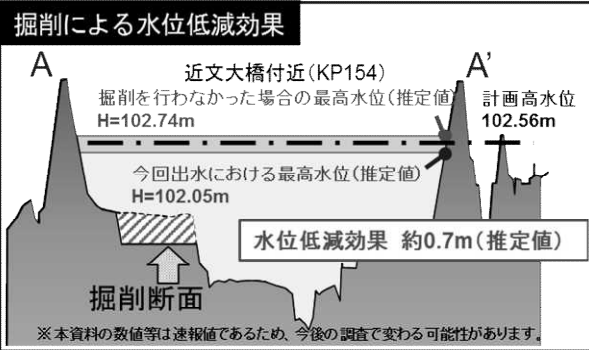 掘削による水位低減効果
A
近文大橋付近(KP154)
A'
掘削を行わなかった場合の最高水位(推定値)
H=102.74m
計画高水位
102.56m
今回出水における最高水位(推定値)
H=102.05m
水位低減効果 約0.7m(推定値)
掘削断面
※本資料の数値等は速報値であるため、今後の調査で変わる可能性があります。